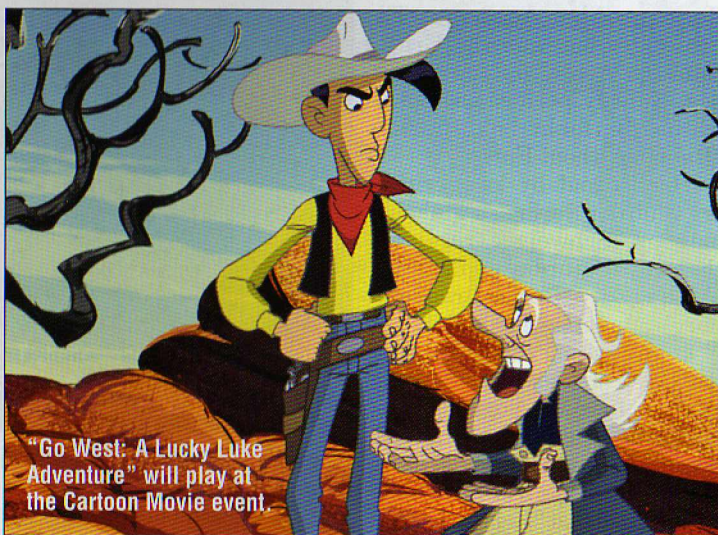 “Go West: A Lucky Luke
Adventure” will play at
the Cartoon Movie event.